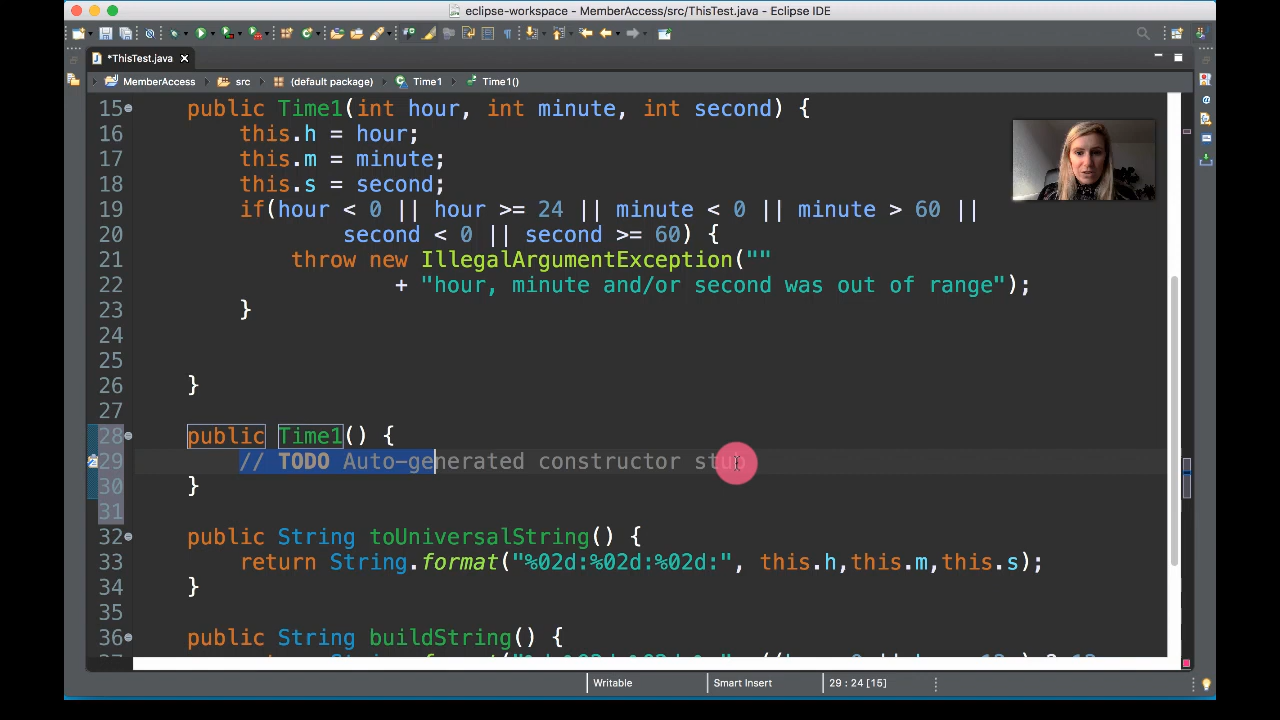 eclipse-workspace - MemberAccess/src/ThisTest.java - Eclipse IDE
*ThisTest.java
MemberAccess src (default package) Time1 Time1()
15 public Time1(int hour, int minute, int second) {
16 this.h = hour;
17 this.m = minute;
18 this.s = second;
19 if(hour < 0 || hour >= 24 || minute < 0 || minute > 60 ||
20 second < 0 || second >= 60) {
21 throw new IllegalArgumentException(""
22 + "hour, minute and/or second was out of range");
23 }
24
25
26 }
27
28 public Time1() {
29 // TODO Auto-generated constructor stub
30 }
31
32 public String toUniversalString() {
33 return String.format("%02d:%02d:%02d:", this.h,this.m,this.s);
34 }
35
36 public String buildString() {
Writable Smart Insert 29 : 24 [15]